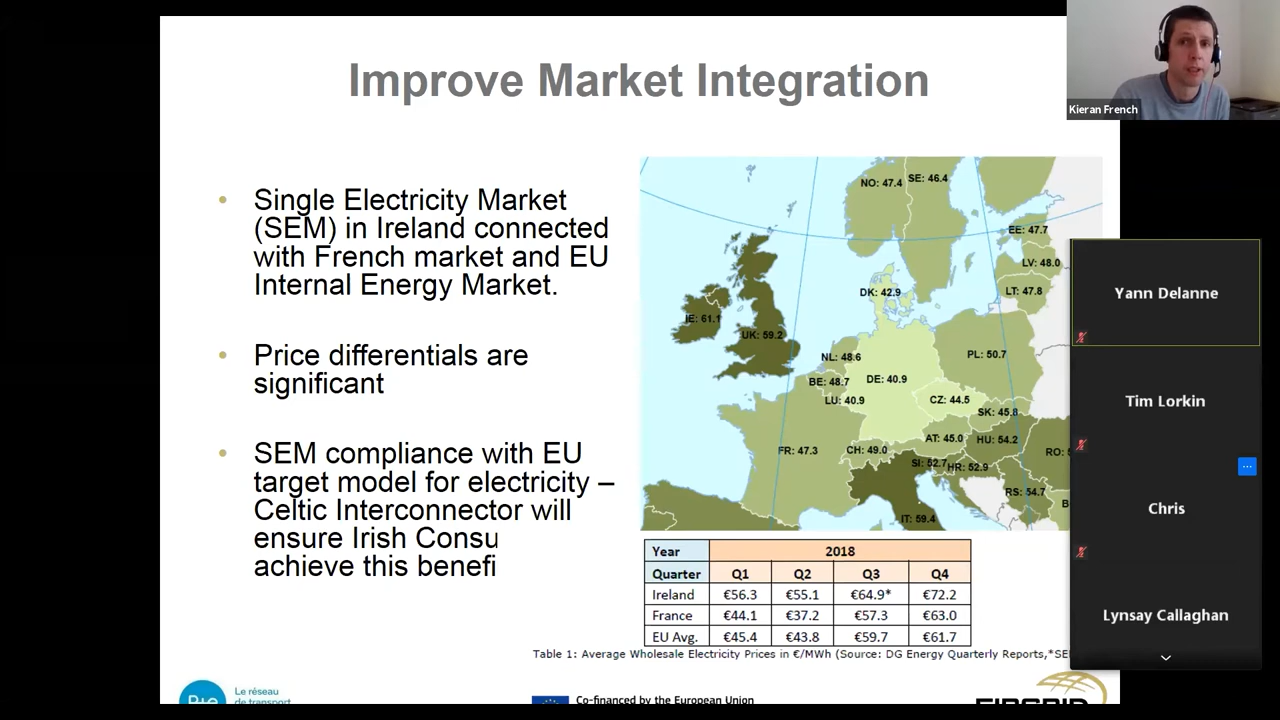 Improve Market Integration
Kieran French
• Single Electricity Market
(SEM) in Ireland connected
with French market and EU
Internal Energy Market.
• Price differentials are
significant
• SEM compliance with EU
target model for electricity –
Celtic Interconnector will
ensure Irish Consu
achieve this benefi
NO: 47.4
SE: 46.4
EE: 47.7
LV: 48.0
LT: 47.8
DK: 42.9
IE: 61.1
UK: 59.2
NL: 48.6
PL: 50.7
BE: 48.7
DE: 40.9
LU: 40.9
CZ: 44.5
SK: 45.8
FR: 47.3
CH: 49.0
AT: 45.0
HU: 54.2
RO:
SI: 52.7
HR: 52.9
RS: 54.7
IT: 59.4
Year 2018
Quarter Q1 Q2 Q3 Q4
Ireland €56.3 €55.1 €64.9* €72.2
France €44.1 €37.2 €57.3 €63.0
EU Avg. €45.4 €43.8 €59.7 €61.7
Table 1: Average Wholesale Electricity Prices in €/MWh (Source: DG Energy Quarterly Reports,*SE
Yann Delanne
Tim Lorkin
Chris
Lynsay Callaghan
Rte
Le réseau
de transport
Co-financed by the European Union
EIRGRID